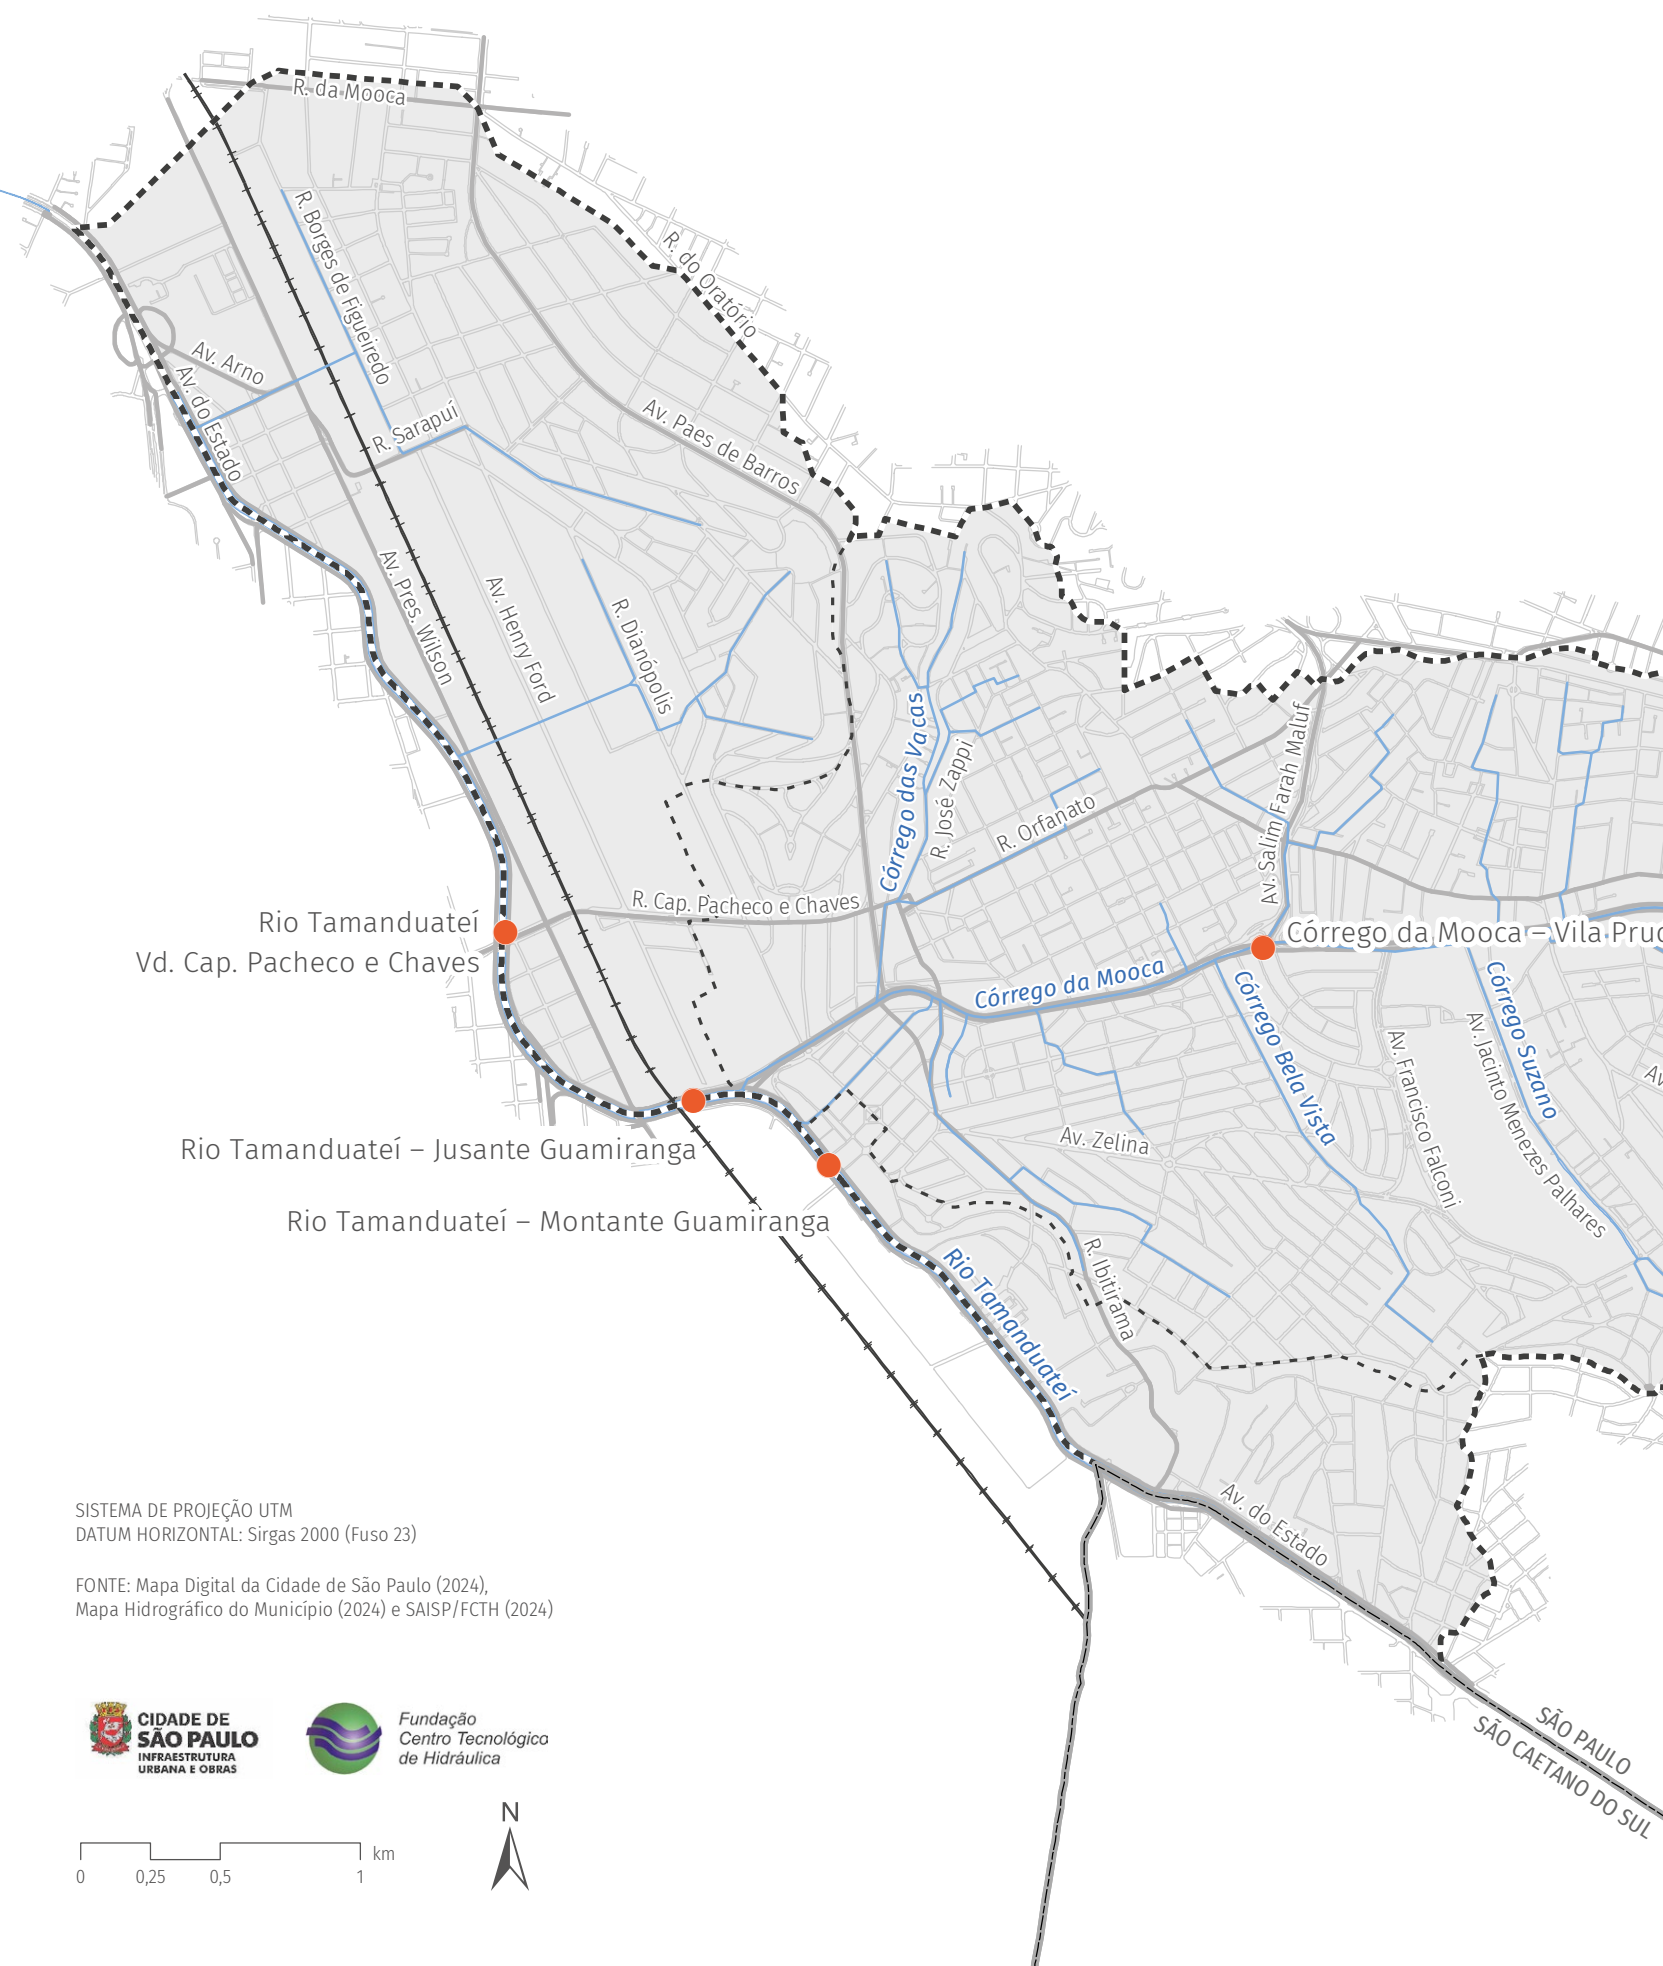 R. da Mooca
R. Borges de Figueiredo
R. do Oratório
Av. Arno
Av. do Estado
R. Sarapuí
Av. Paes de Barros
Av. Pres. Wilson
Av. Henry Ford
R. Dianópolis
Córrego das Vacas
R. José Zappi
R. Orfanato
Av. Salim Farah Maluf
R. Cap. Pacheco e Chaves
Rio Tamanduateí
Vd. Cap. Pacheco e Chaves
Córrego da Mooca – Vila
Córrego da Mooca
Córrego Bela Vista
Córrego Suzano
Av. Francisco Falconi
Av. Jacinto Menezes Palhares
Av.
Av. Zelina
Rio Tamanduateí – Jusante Guamiranga
Rio Tamanduateí – Montante Guamiranga
R. Ibitirama
Rio Tamanduateí
Av. do Estado
SÃO PAULO
SÃO CAETANO DO SUL
SISTEMA DE PROJEÇÃO UTM
DATUM HORIZONTAL: Sirgas 2000 (Fuso 23)
FONTE: Mapa Digital da Cidade de São Paulo (2024),
Mapa Hidrográfico do Município (2024) e SAISP/FCTH (2024)
CIDADE DE
SÃO PAULO
INFRAESTRUTURA
URBANA E OBRAS
Fundação
Centro Tecnológico
de Hidráulica
N
km
0 0,25 0,5 1